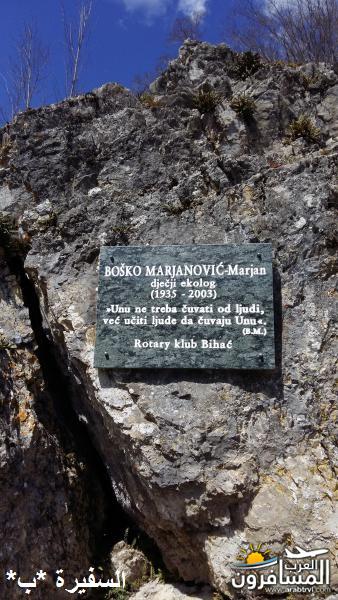 BOŠKO MARJANOVIĆ-Marjan
dječji ekolog
(1935 - 2003)
»Unu ne treba čuvati od ljudi,
već učiti ljude da čuvaju Unu«.
(B.M.)
Rotary klub Bihać
العرب
المسافرون
www.arabtrvl.com
*السفيرة *ب*